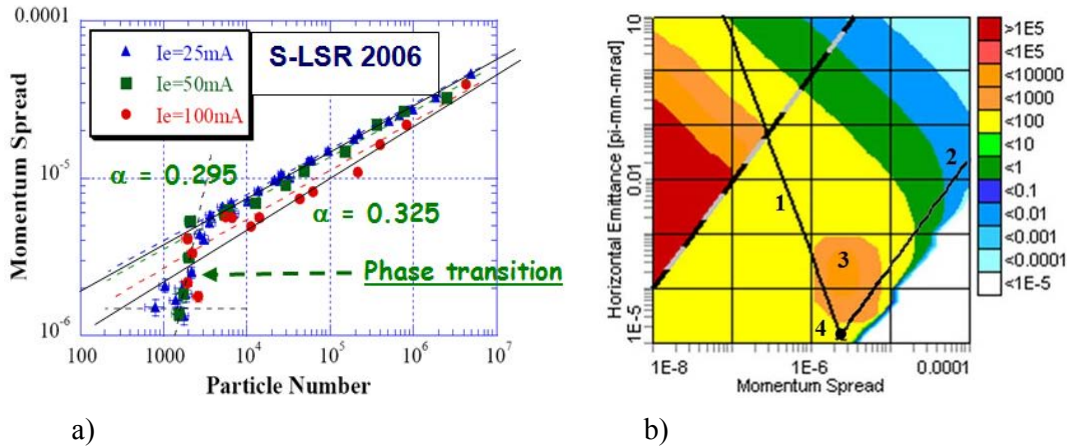 0.0001
10^-5
10^-6
Momentum Spread
Ie=25mA
Ie=50mA
Ie=100mA
S-LSR 2006
α = 0.295
α = 0.325
Phase transition
100 1000 10^4 10^5 10^6 10^7
Particle Number
a)
Horizontal Emittance [pi-mm-mrad]
10
0.01
1E-5
1
2
3
4
1E-8 1E-6 0.0001
Momentum Spread
>1E5
<1E5
<10000
<1000
<100
<10
<1
<0.1
<0.01
<0.001
<0.0001
<1E-5
b)